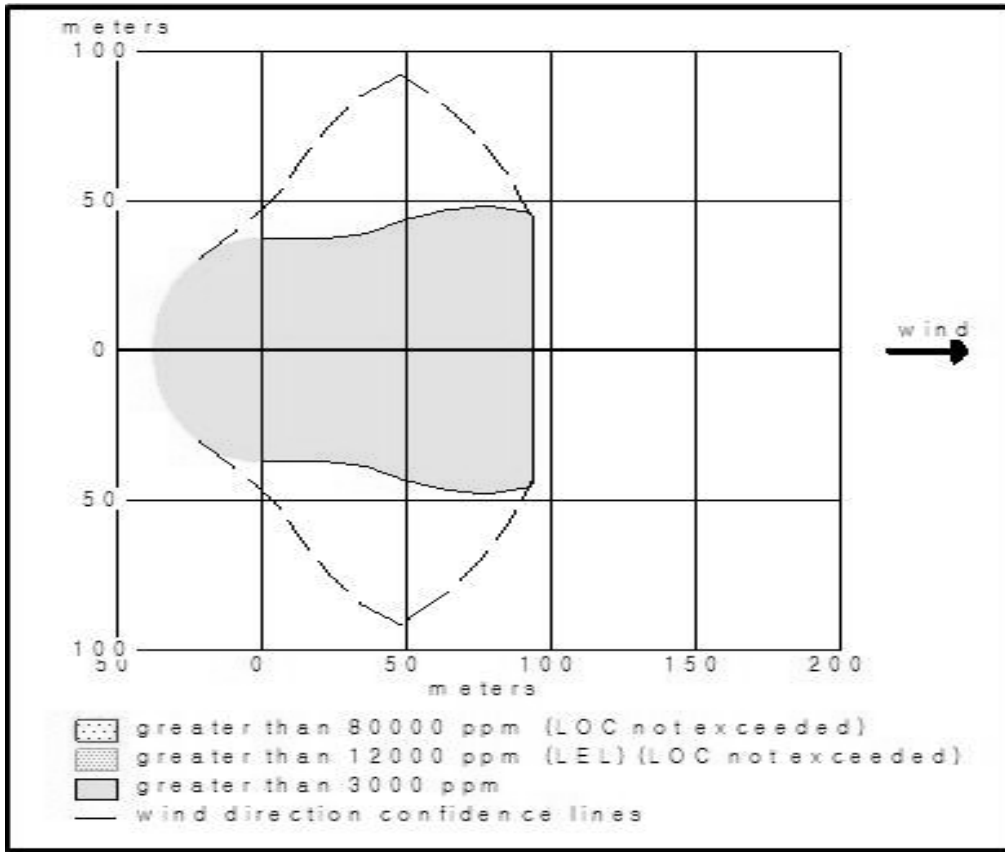 meters
100
50
0
wind
50
100
50 0 50 100 150 200
meters
greater than 80000 ppm (LOC not exceeded)
greater than 12000 ppm (LEL) (LOC not exceeded)
greater than 3000 ppm
wind direction confidence lines